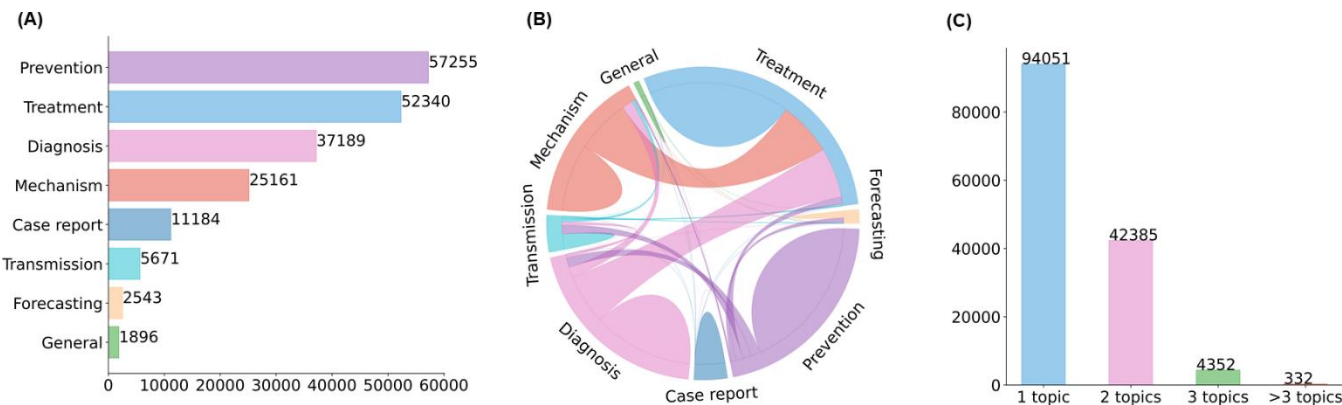 (A)
Prevention 57255
Treatment 52340
Diagnosis 37189
Mechanism 25161
Case report 11184
Transmission 5671
Forecasting 2543
General 1896
0 10000 20000 30000 40000 50000 60000
(B)
General
Treatment
Mechanism
Forecasting
Transmission
Prevention
Diagnosis
Case report
(C)
94051
80000
60000
42385
40000
20000
4352
332
0
1 topic 2 topics 3 topics >3 topics